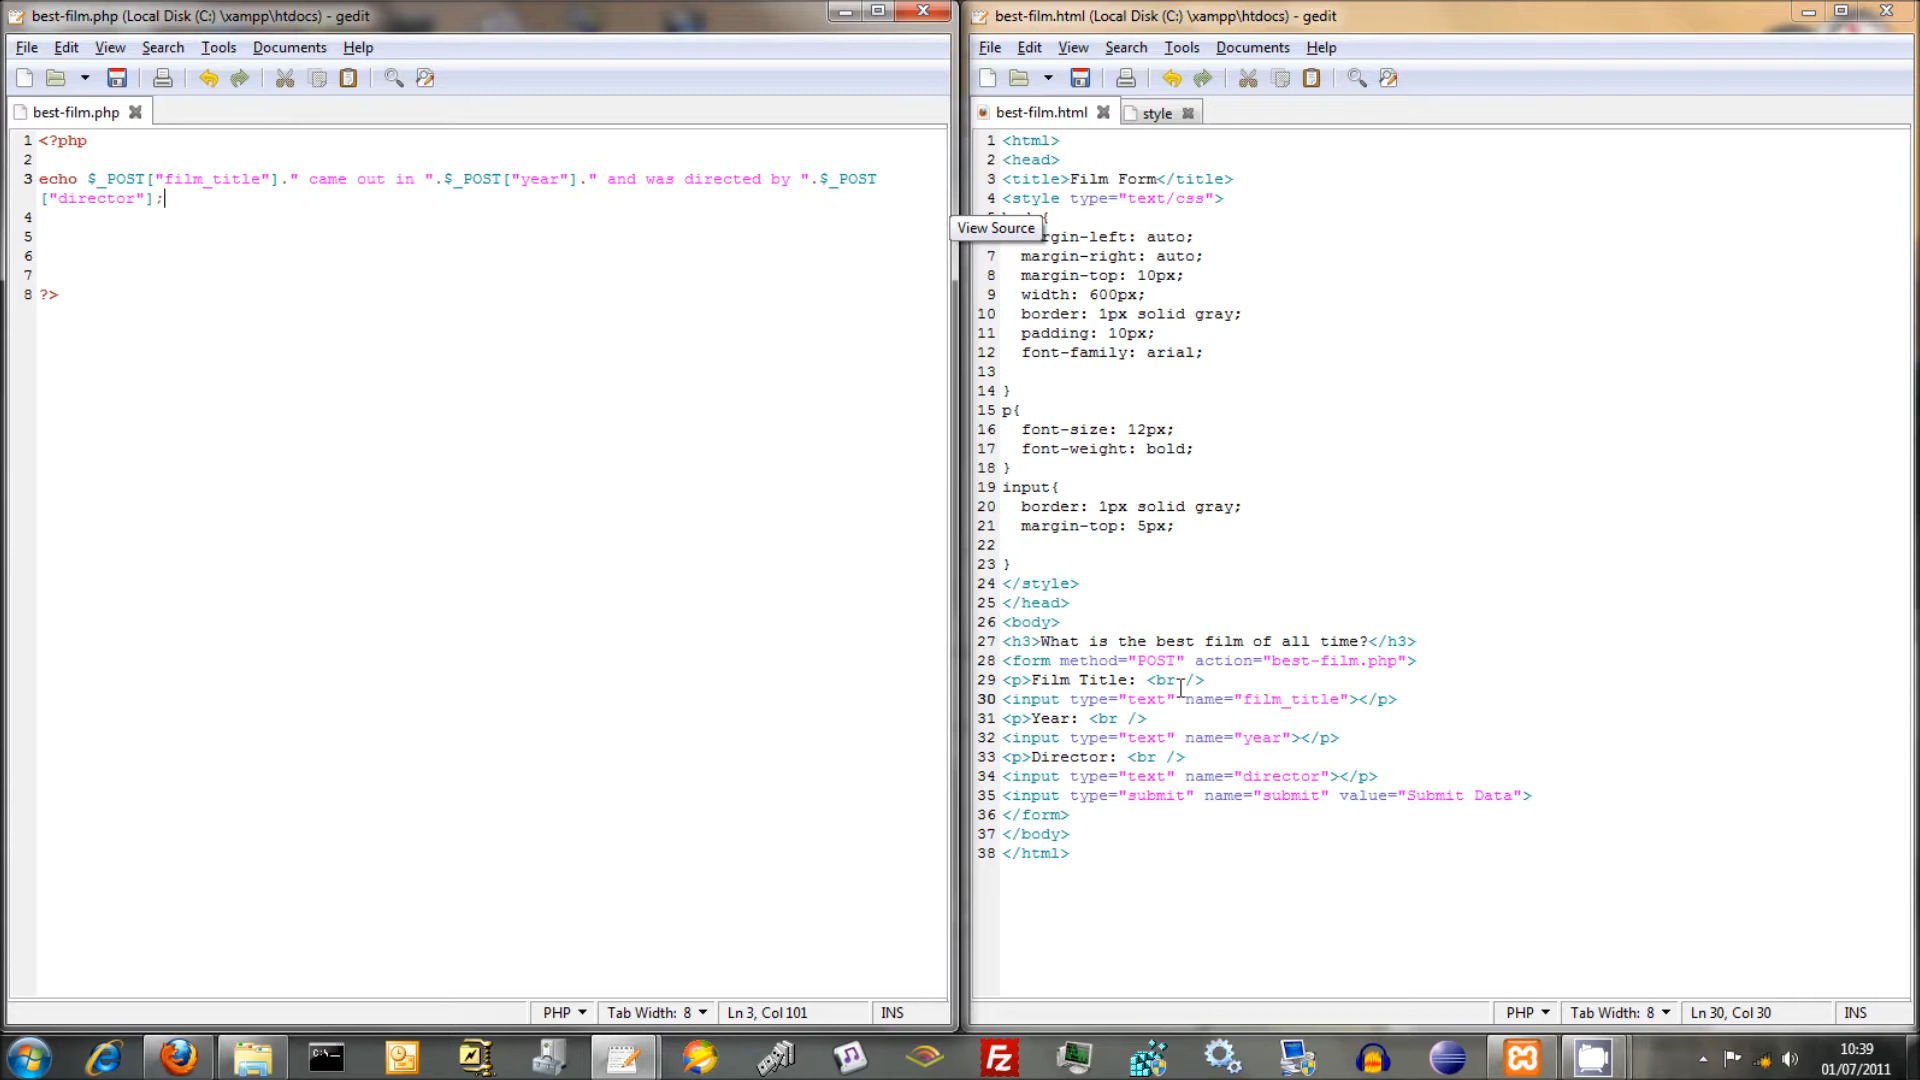 best-film.php (Local Disk (C:) \xampp\htdocs) - gedit
File Edit View Search Tools Documents Help
best-film.php
1 <?php
2
3 echo $_POST["film_title"]." came out in ".$_POST["year"]." and was directed by ".$_POST
["director"];
4
5
6
7
8 ?>
PHP Tab Width: 8 Ln 3, Col 101 INS
best-film.html (Local Disk (C:) \xampp\htdocs) - gedit
File Edit View Search Tools Documents Help
best-film.html style
1 <html>
2 <head>
3 <title>Film Form</title>
4 <style type="text/css">
{
View Source
rgin-left: auto;
7 margin-right: auto;
8 margin-top: 10px;
9 width: 600px;
10 border: 1px solid gray;
11 padding: 10px;
12 font-family: arial;
13
14 }
15 p{
16 font-size: 12px;
17 font-weight: bold;
18 }
19 input{
20 border: 1px solid gray;
21 margin-top: 5px;
22
23 }
24 </style>
25 </head>
26 <body>
27 <h3>What is the best film of all time?</h3>
28 <form method="POST" action="best-film.php">
29 <p>Film Title: <br />
30 <input type="text" name="film_title"></p>
31 <p>Year: <br />
32 <input type="text" name="year"></p>
33 <p>Director: <br />
34 <input type="text" name="director"></p>
35 <input type="submit" name="submit" value="Submit Data">
36 </form>
37 </body>
38 </html>
PHP Tab Width: 8 Ln 30, Col 30 INS
C:\.
Fz
10:39
01/07/2011